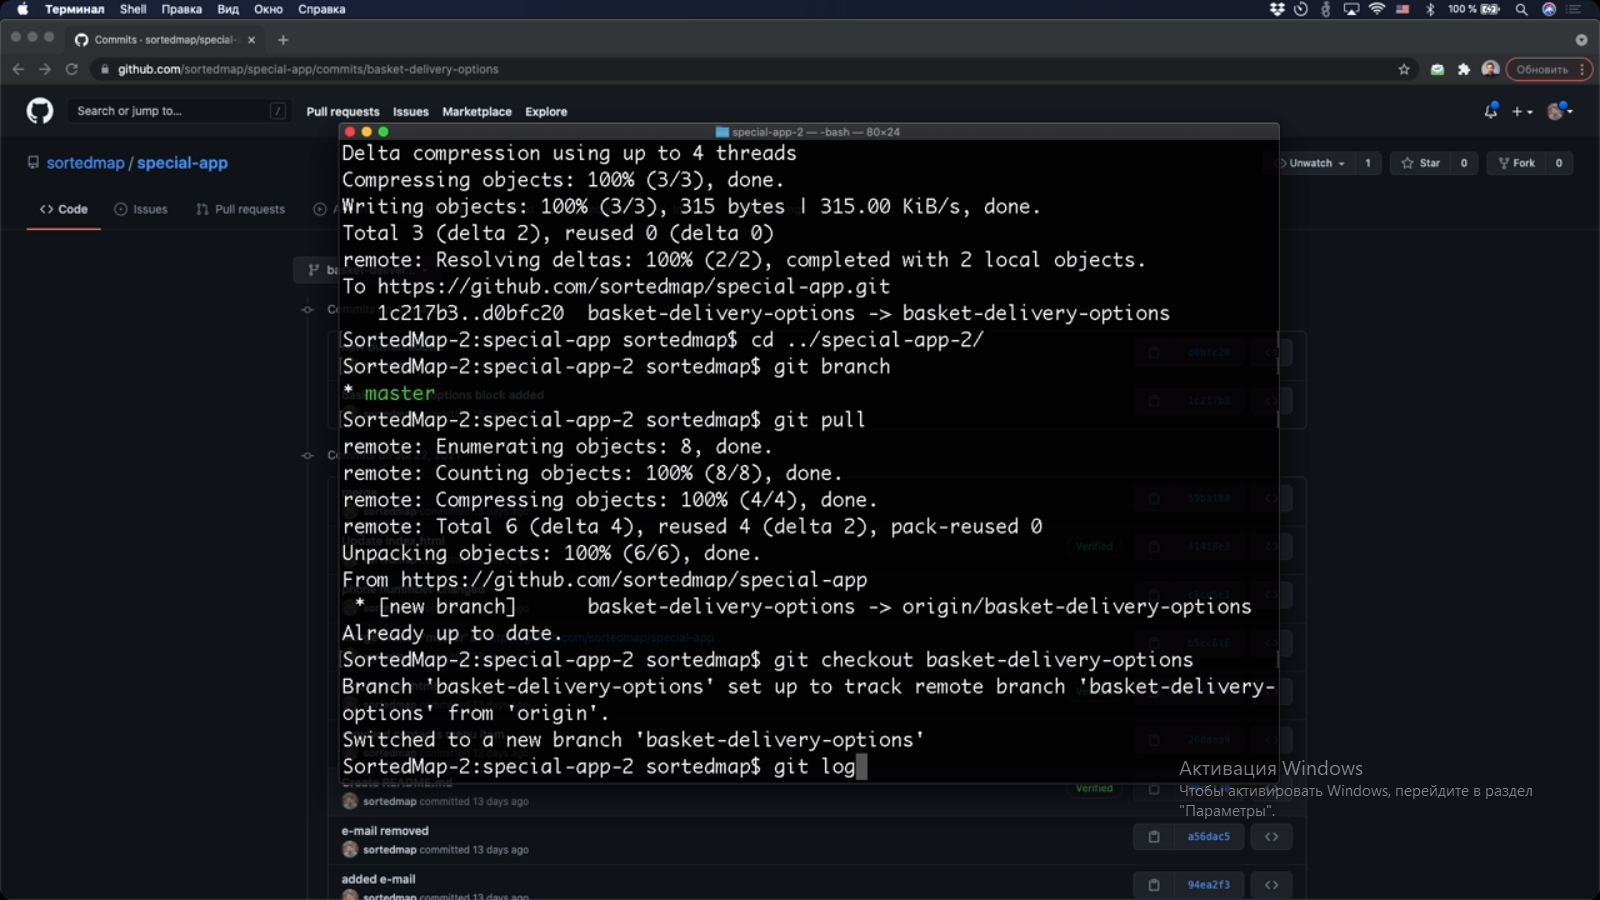 Терминал Shell Правка Вид Окно Справка 100 %
Commits · sortedmap/special-
github.com/sortedmap/special-app/commits/basket-delivery-options Обновить
Search or jump to... / Pull requests Issues Marketplace Explore
special-app-2 — -bash — 80×24
sortedmap / special-app Unwatch 1 Star 0 Fork 0
Code Issues Pull requests
Delta compression using up to 4 threads
Compressing objects: 100% (3/3), done.
Writing objects: 100% (3/3), 315 bytes | 315.00 KiB/s, done.
Total 3 (delta 2), reused 0 (delta 0)
remote: Resolving deltas: 100% (2/2), completed with 2 local objects.
To https://github.com/sortedmap/special-app.git
1c217b3..d0bfc20 basket-delivery-options -> basket-delivery-options
SortedMap-2:special-app sortedmap$ cd ../special-app-2/
SortedMap-2:special-app-2 sortedmap$ git branch
* master
SortedMap-2:special-app-2 sortedmap$ git pull
remote: Enumerating objects: 8, done.
remote: Counting objects: 100% (8/8), done.
remote: Compressing objects: 100% (4/4), done.
remote: Total 6 (delta 4), reused 4 (delta 2), pack-reused 0
Unpacking objects: 100% (6/6), done.
From https://github.com/sortedmap/special-app
* [new branch] basket-delivery-options -> origin/basket-delivery-options
Already up to date.
SortedMap-2:special-app-2 sortedmap$ git checkout basket-delivery-options
Branch 'basket-delivery-options' set up to track remote branch 'basket-delivery-
options' from 'origin'.
Switched to a new branch 'basket-delivery-options'
SortedMap-2:special-app-2 sortedmap$ git log
Create README.md
sortedmap committed 13 days ago Verified
e-mail removed
sortedmap committed 13 days ago a56dac5
added e-mail
sortedmap committed 13 days ago 94ea2f3
Активация Windows
Чтобы активировать Windows, перейдите в раздел
"Параметры".